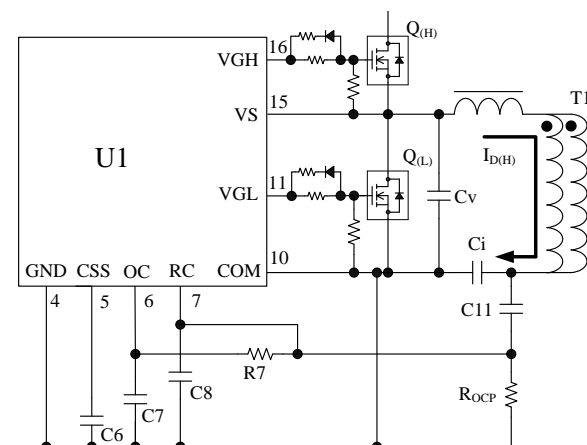 Q(H)
16
VGH
15
VS
T1
U1
ID(H)
Q(L)
11
VGL
Cv
10
Ci
GND CSS OC RC COM
4 5 6 7
C11
R7
C8
ROCP
C7
C6